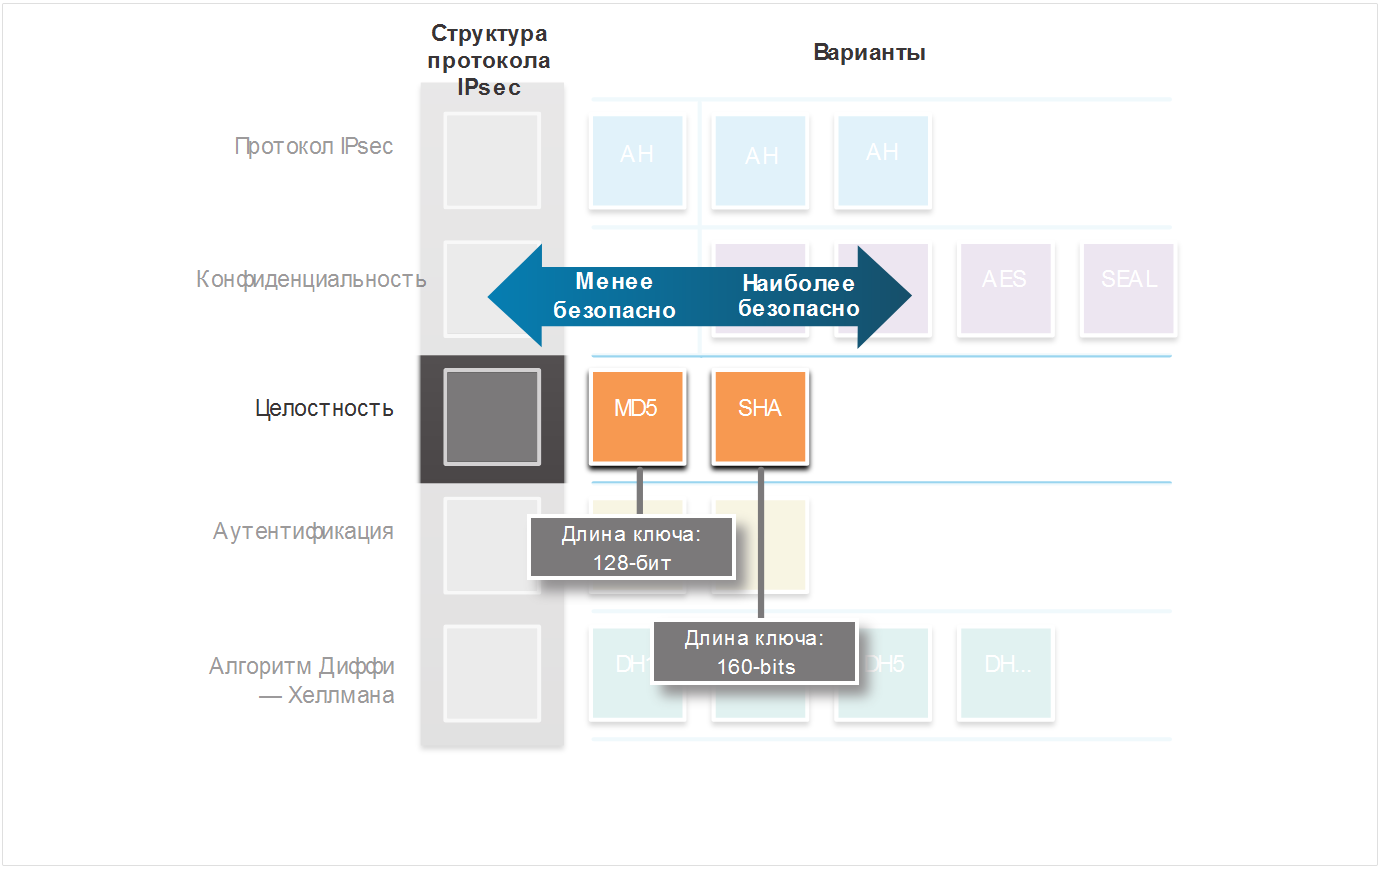 Структура
протокола
IPsec
Варианты
Протокол IPsec
AH
AH
AH
Конфиденциальность
Менее
безопасно
Наиболее
безопасно
AES
SEAL
Целостность
MD5
SHA
Аутентификация
Длина ключа:
128-бит
Длина ключа:
160-bits
Алгоритм Диффи
— Хеллмана
DH5
DH...